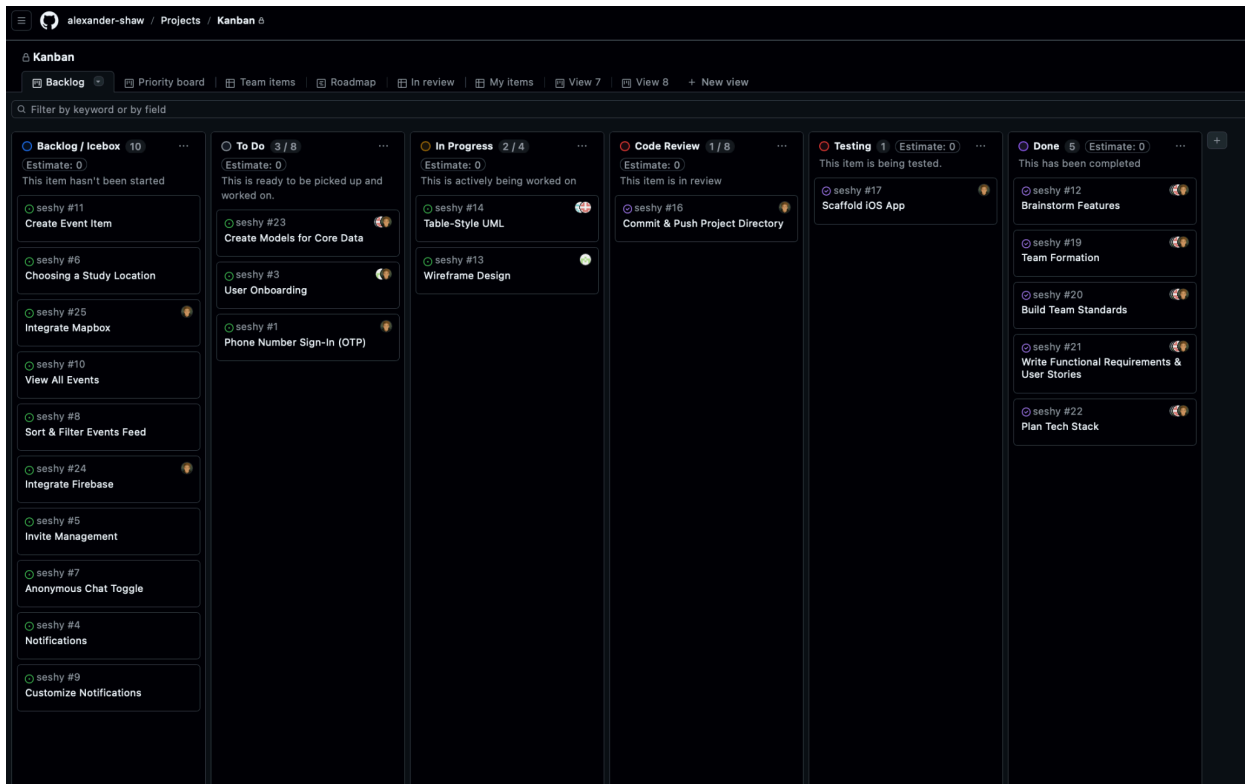 alexander-shaw / Projects / Kanban
Kanban
Backlog
Priority board
Team items
Roadmap
In review
My items
View 7
View 8
+ New view
Filter by keyword or by field
Backlog / Icebox 10 ...
Estimate: 0
This item hasn't been started
seshy #11
Create Event Item
seshy #6
Choosing a Study Location
seshy #25
Integrate Mapbox
seshy #10
View All Events
seshy #8
Sort & Filter Events Feed
seshy #24
Integrate Firebase
seshy #5
Invite Management
seshy #7
Anonymous Chat Toggle
seshy #4
Notifications
seshy #9
Customize Notifications
To Do 3 / 8 ...
Estimate: 0
This is ready to be picked up and
worked on.
seshy #23
Create Models for Core Data
seshy #3
User Onboarding
seshy #1
Phone Number Sign-In (OTP)
In Progress 2 / 4 ...
Estimate: 0
This is actively being worked on
seshy #14
Table-Style UML
seshy #13
Wireframe Design
Code Review 1 / 8 ...
Estimate: 0
This item is in review
seshy #16
Commit & Push Project Directory
Testing 1 Estimate: 0 ...
This item is being tested.
seshy #17
Scaffold iOS App
Done 5 Estimate: 0 ...
This has been completed
seshy #12
Brainstorm Features
seshy #19
Team Formation
seshy #20
Build Team Standards
seshy #21
Write Functional Requirements &
User Stories
seshy #22
Plan Tech Stack
+